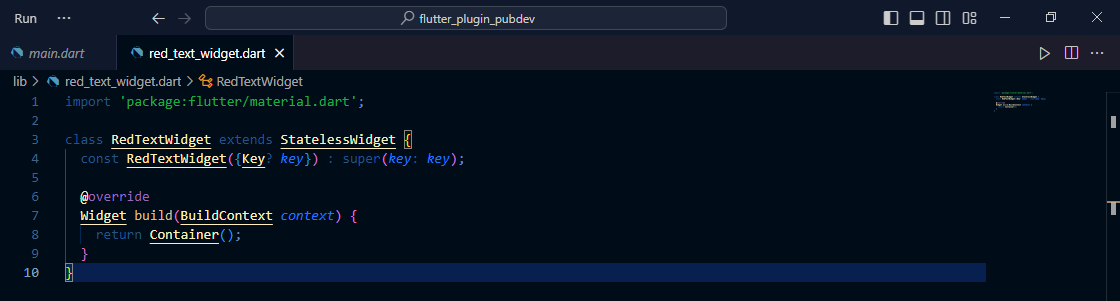 Run ··· flutter_plugin_pubdev
main.dart red_text_widget.dart
lib > red_text_widget.dart > RedTextWidget
1 import 'package:flutter/material.dart';
2
3 class RedTextWidget extends StatelessWidget {
4 const RedTextWidget({Key? key}) : super(key: key);
5
6 @override
7 Widget build(BuildContext context) {
8 return Container();
9 }
10 }